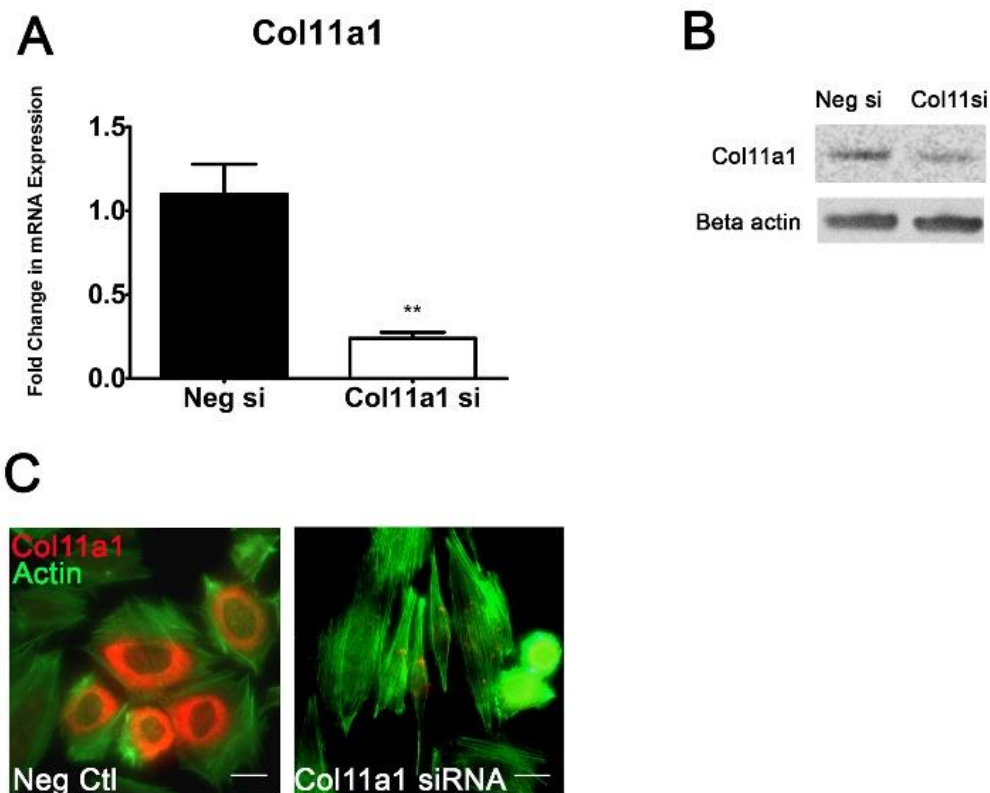 A
Col11a1
Fold Change in mRNA Expression
1.5
1.0
0.5
0.0
**
Neg si
Col11a1 si
B
Neg si Col11si
Col11a1
Beta actin
C
Col11a1
Actin
Neg Ctl
Col11a1 siRNA